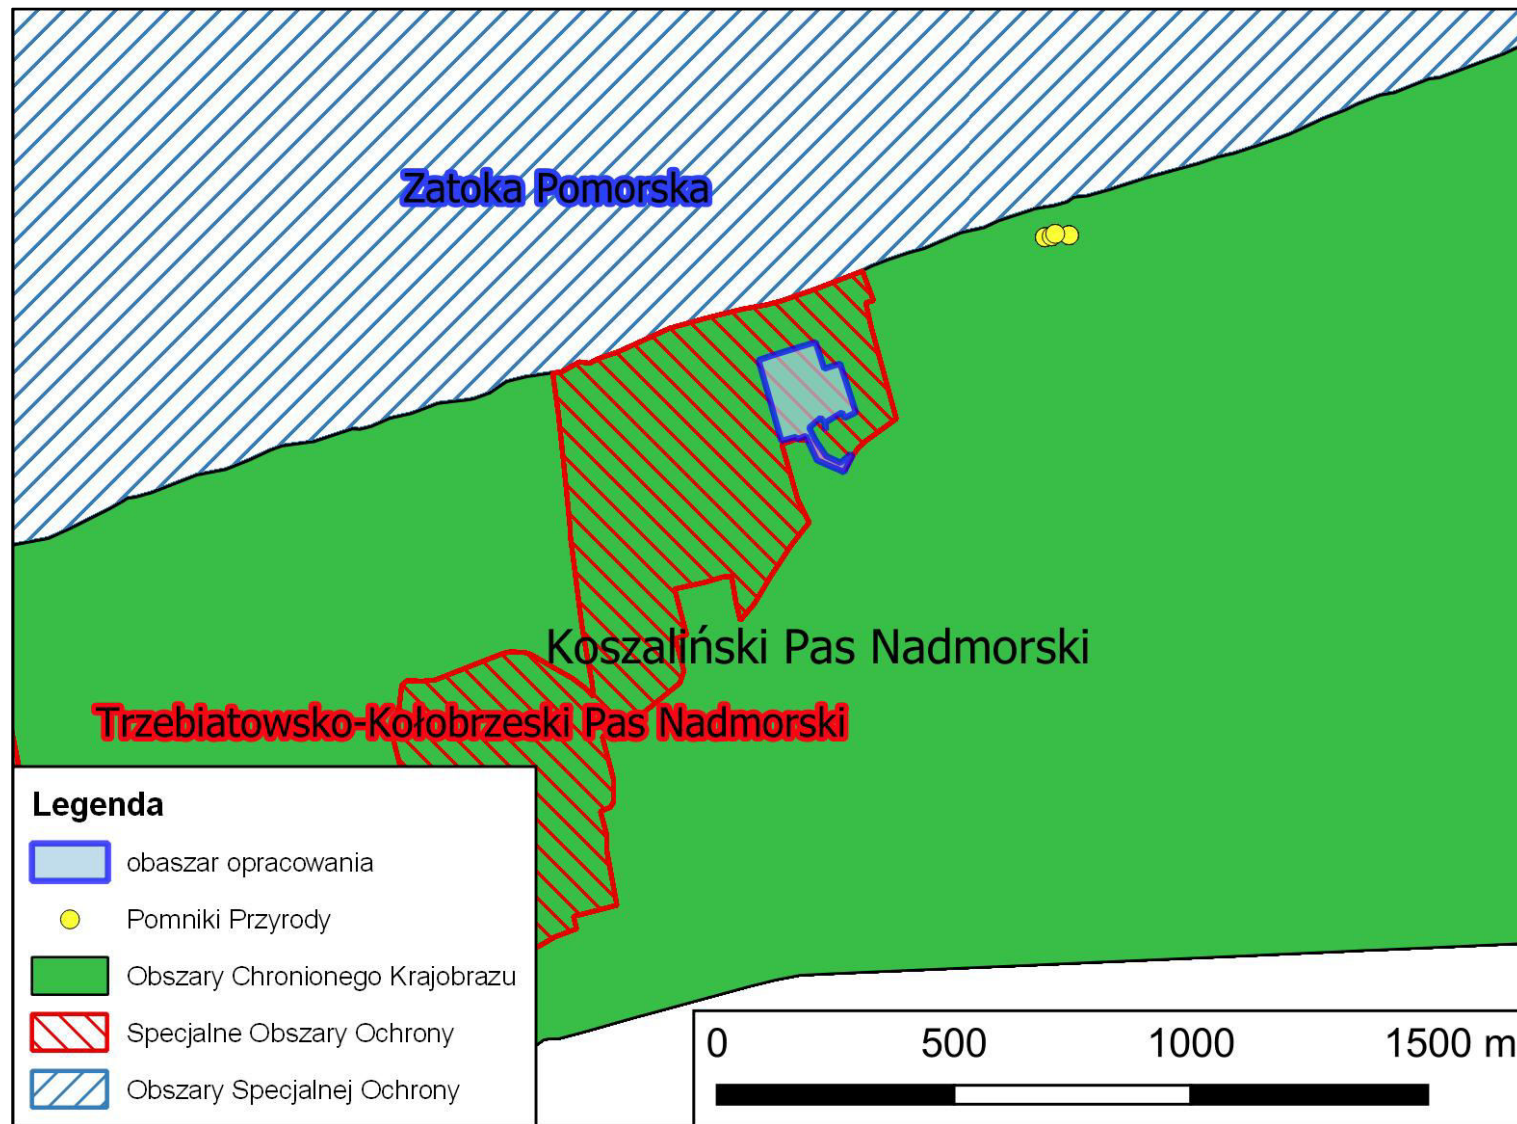 Zatoka Pomorska
Koszaliński Pas Nadmorski
Trzebiatowsko-Kołobrzeski Pas Nadmorski
Legenda
obaszar opracowania
Pomniki Przyrody
Obszary Chronionego Krajobrazu
Specjalne Obszary Ochrony
Obszary Specjalnej Ochrony
0 500 1000 1500 m